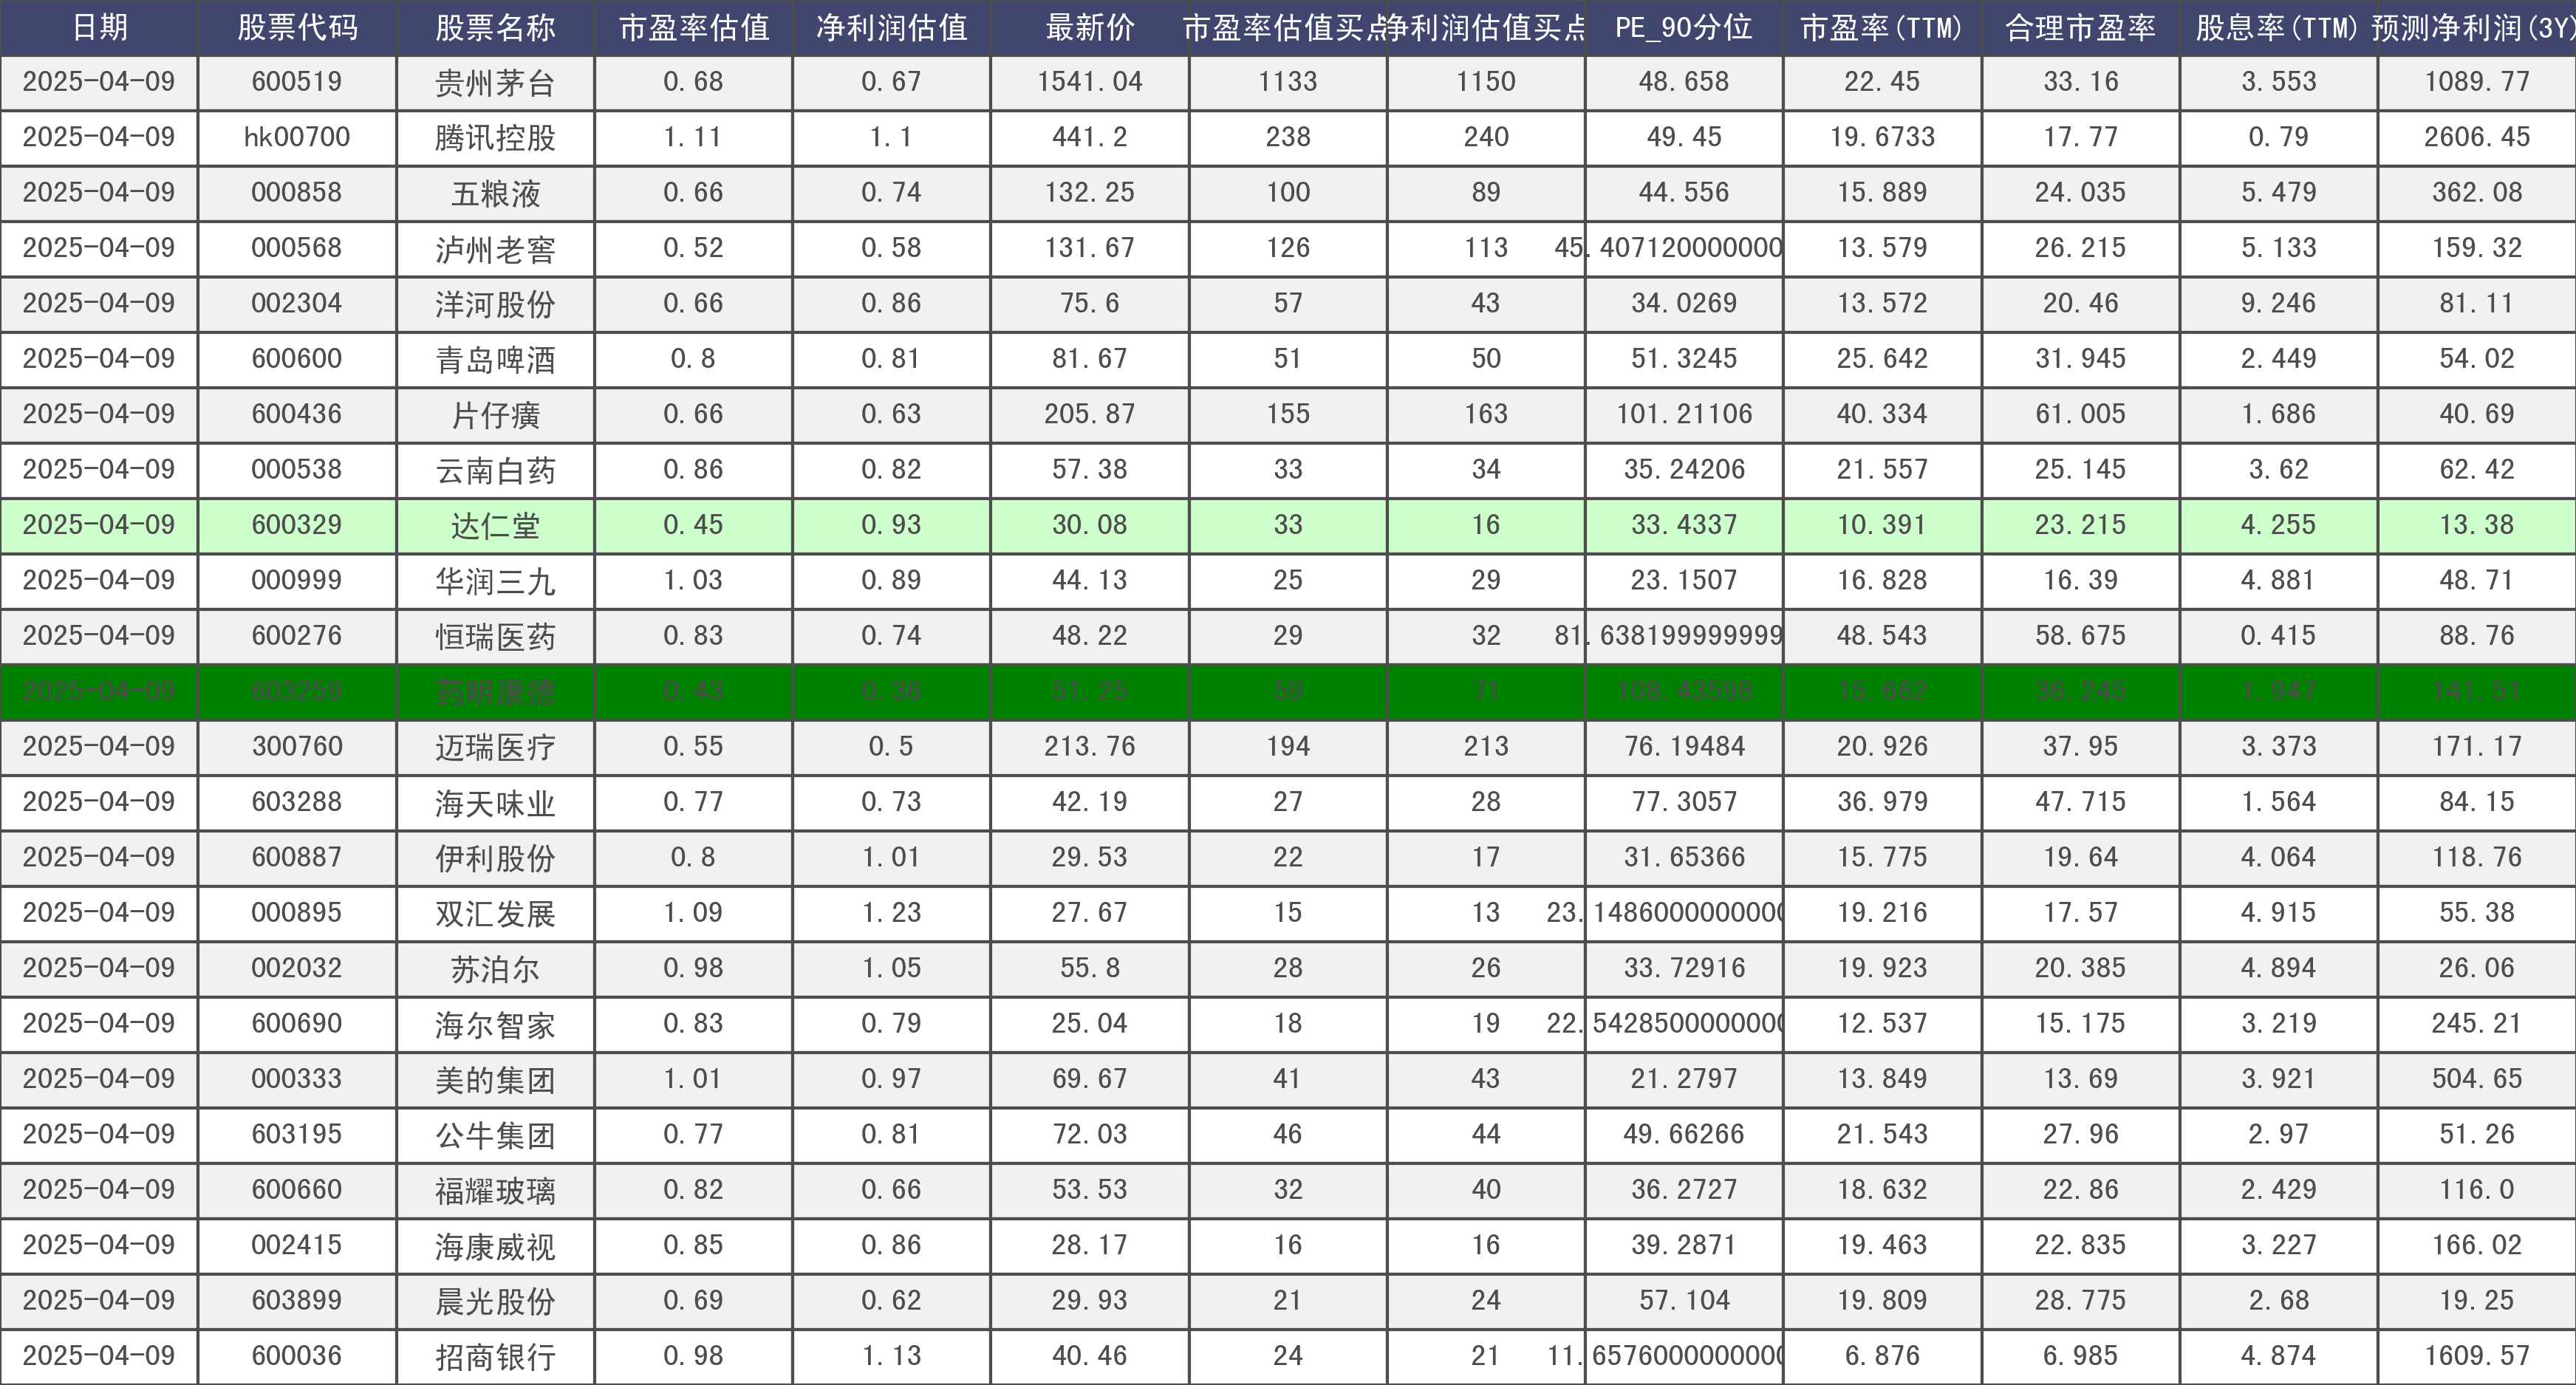 日期 股票代码 股票名称 市盈率估值 净利润估值 最新价 市盈率估值买点 净利润估值买点 PE_90分位 市盈率(TTM) 合理市盈率 股息率(TTM) 预测净利润(3Y)
2025-04-09 600519 贵州茅台 0.68 0.67 1541.04 1133 1150 48.658 22.45 33.16 3.553 1089.77
2025-04-09 hk00700 腾讯控股 1.11 1.1 441.2 238 240 49.45 19.6733 17.77 0.79 2606.45
2025-04-09 000858 五粮液 0.66 0.74 132.25 100 89 44.556 15.889 24.035 5.479 362.08
2025-04-09 000568 泸州老窖 0.52 0.58 131.67 126 113 45.407120000000 13.579 26.215 5.133 159.32
2025-04-09 002304 洋河股份 0.66 0.86 75.6 57 43 34.0269 13.572 20.46 9.246 81.11
2025-04-09 600600 青岛啤酒 0.8 0.81 81.67 51 50 51.3245 25.642 31.945 2.449 54.02
2025-04-09 600436 片仔癀 0.66 0.63 205.87 155 163 101.21106 40.334 61.005 1.686 40.69
2025-04-09 000538 云南白药 0.86 0.82 57.38 33 34 35.24206 21.557 25.145 3.62 62.42
2025-04-09 600329 达仁堂 0.45 0.93 30.08 33 16 33.4337 10.391 23.215 4.255 13.38
2025-04-09 000999 华润三九 1.03 0.89 44.13 25 29 23.1507 16.828 16.39 4.881 48.71
2025-04-09 600276 恒瑞医药 0.83 0.74 48.22 29 32 81.638199999999 48.543 58.675 0.415 88.76
2025-04-09 603259 药明康德 0.43 0.36 51.25 59 71 108.43598 15.662 36.245 1.947 141.51
2025-04-09 300760 迈瑞医疗 0.55 0.5 213.76 194 213 76.19484 20.926 37.95 3.373 171.17
2025-04-09 603288 海天味业 0.77 0.73 42.19 27 28 77.3057 36.979 47.715 1.564 84.15
2025-04-09 600887 伊利股份 0.8 1.01 29.53 22 17 31.65366 15.775 19.64 4.064 118.76
2025-04-09 000895 双汇发展 1.09 1.23 27.67 15 13 23.1486000000000 19.216 17.57 4.915 55.38
2025-04-09 002032 苏泊尔 0.98 1.05 55.8 28 26 33.72916 19.923 20.385 4.894 26.06
2025-04-09 600690 海尔智家 0.83 0.79 25.04 18 19 22.5428500000000 12.537 15.175 3.219 245.21
2025-04-09 000333 美的集团 1.01 0.97 69.67 41 43 21.2797 13.849 13.69 3.921 504.65
2025-04-09 603195 公牛集团 0.77 0.81 72.03 46 44 49.66266 21.543 27.96 2.97 51.26
2025-04-09 600660 福耀玻璃 0.82 0.66 53.53 32 40 36.2727 18.632 22.86 2.429 116.0
2025-04-09 002415 海康威视 0.85 0.86 28.17 16 16 39.2871 19.463 22.835 3.227 166.02
2025-04-09 603899 晨光股份 0.69 0.62 29.93 21 24 57.104 19.809 28.775 2.68 19.25
2025-04-09 600036 招商银行 0.98 1.13 40.46 24 21 11.6576000000000 6.876 6.985 4.874 1609.57